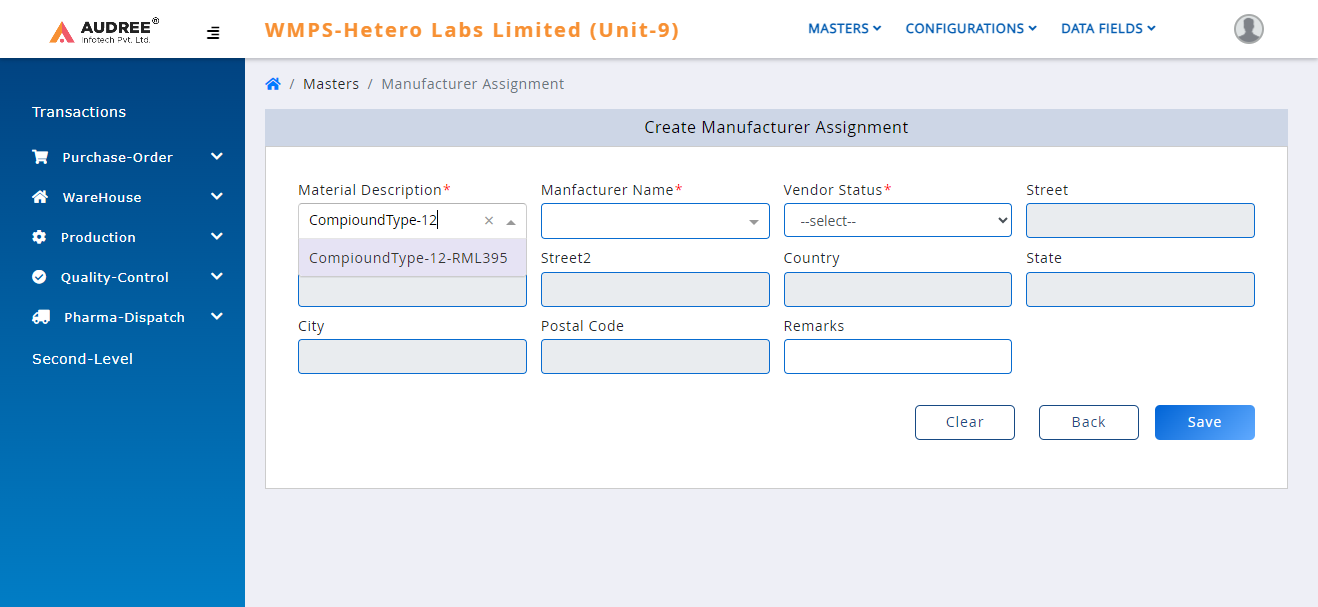 AUDREE®
Infotech Pvt. Ltd.
WMPS-Hetero Labs Limited (Unit-9)
MASTERS CONFIGURATIONS DATA FIELDS
/ Masters / Manufacturer Assignment
Transactions
Purchase-Order
WareHouse
Production
Quality-Control
Pharma-Dispatch
Second-Level
Create Manufacturer Assignment
Material Description* Manfacturer Name* Vendor Status* Street
CompioundType-12 × --select--
CompioundType-12-RML395 Street2 Country State
City Postal Code Remarks
Clear Back Save